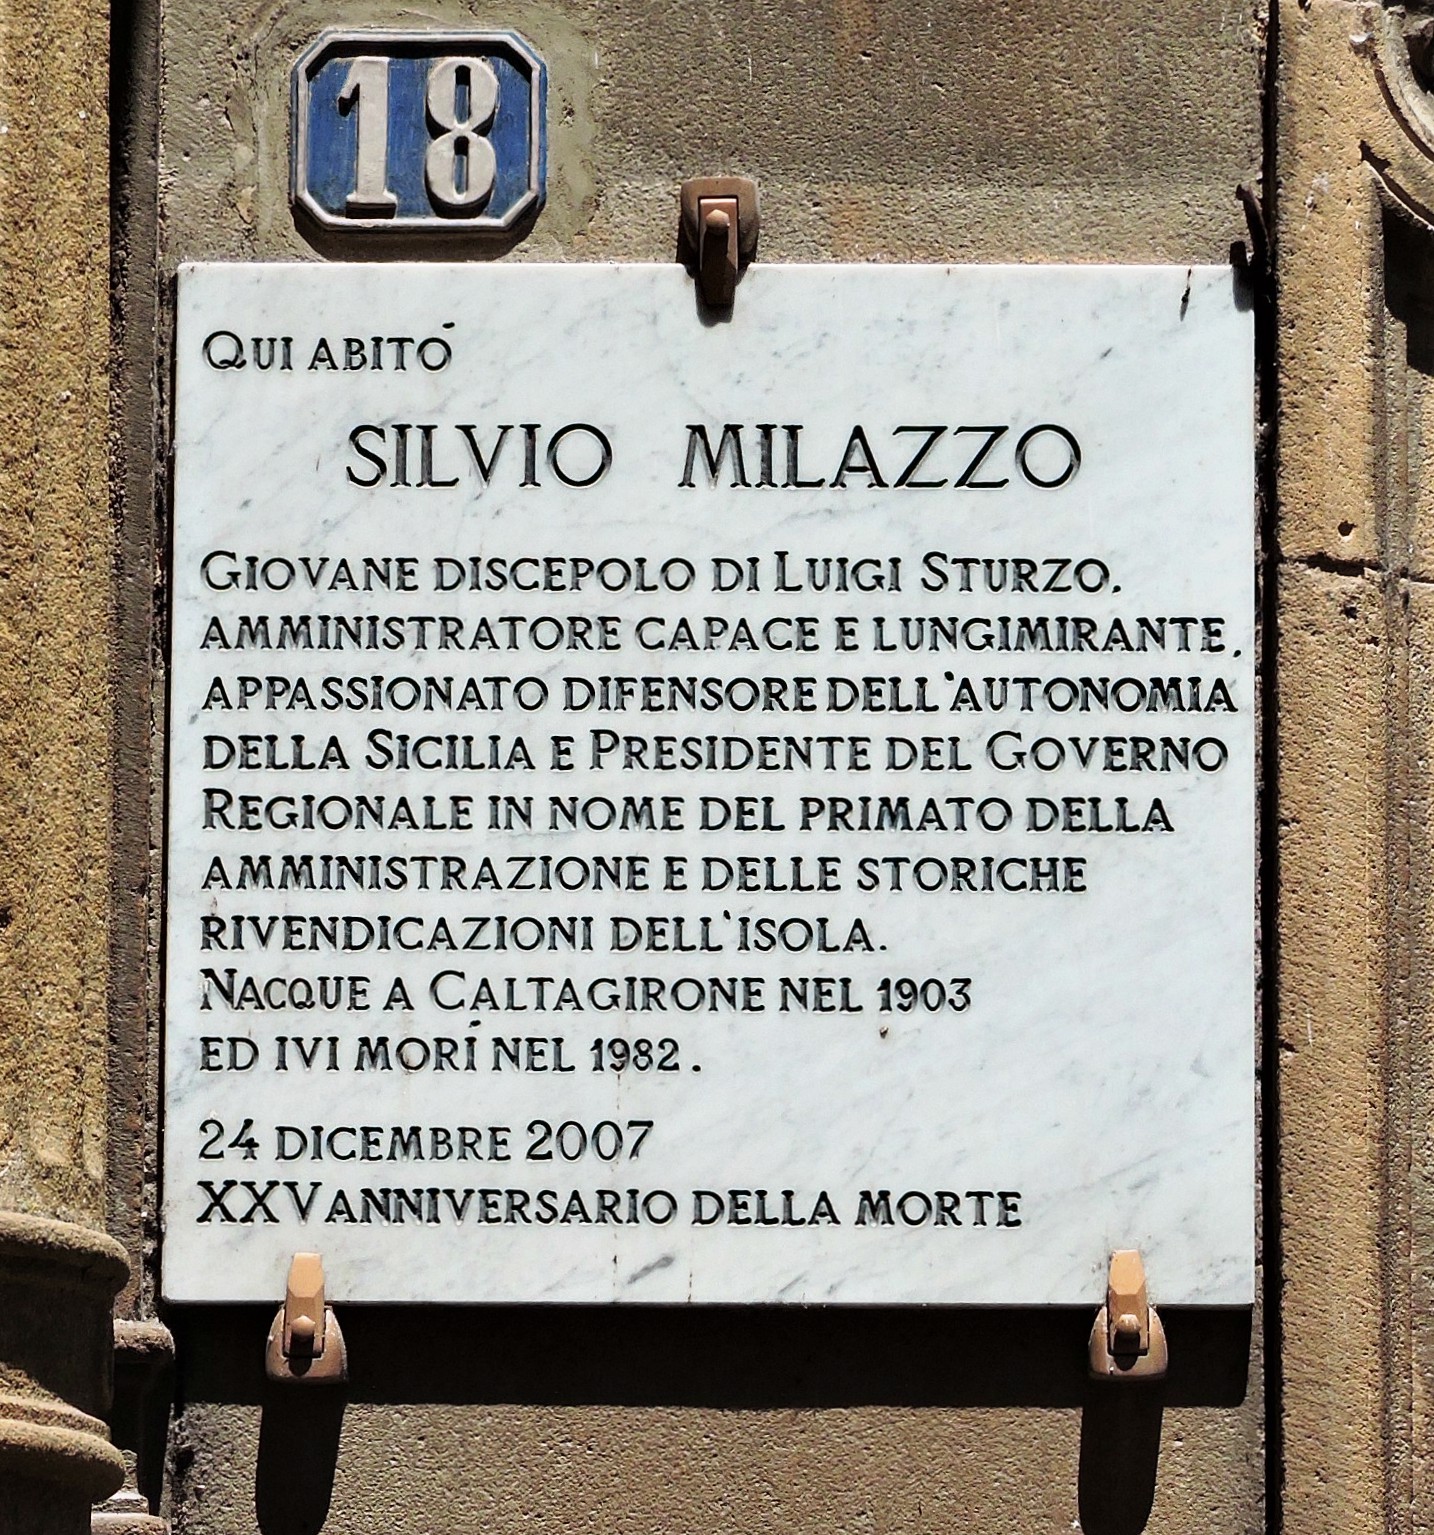 18
QUI ABITÒ
SILVIO MILAZZO
GIOVANE DISCEPOLO DI LUIGI STURZO.
AMMINISTRATORE CAPACE E LUNGIMIRANTE.
APPASSIONATO DIFENSORE DELL'AUTONOMIA
DELLA SICILIA E PRESIDENTE DEL GOVERNO
REGIONALE IN NOME DEL PRIMATO DELLA
AMMINISTRAZIONE E DELLE STORICHE
RIVENDICAZIONI DELL'ISOLA.
NACQUE A CALTAGIRONE NEL 1903
ED IVI MORÍ NEL 1982.
24 DICEMBRE 2007
XXV ANNIVERSARIO DELLA MORTE